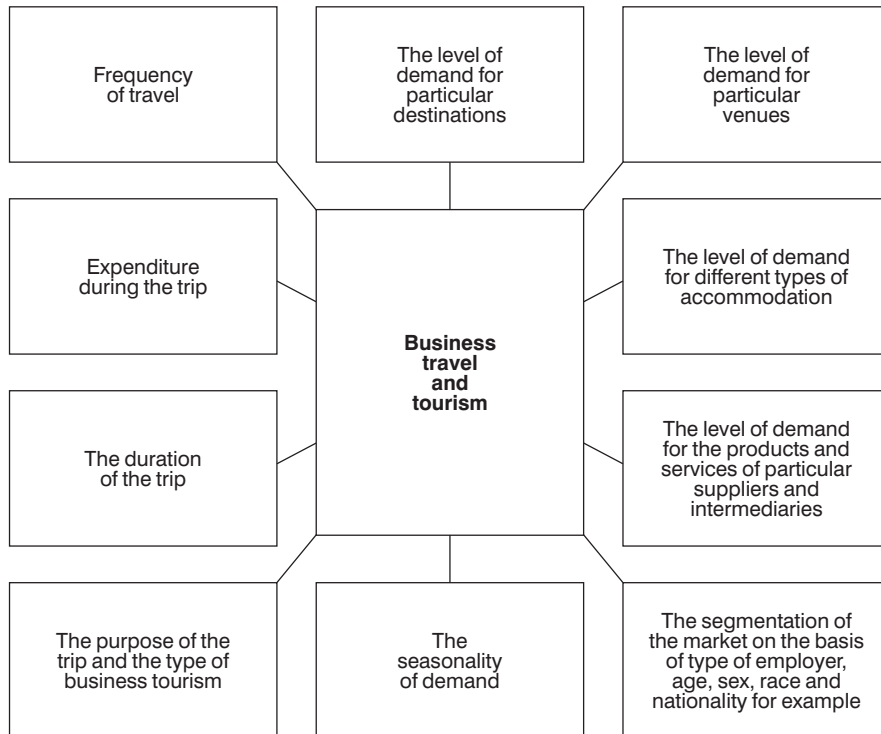 Frequency
of travel
The level of
demand for
particular
destinations
The level of
demand for
particular
venues
Expenditure
during the trip
Business
travel
and
tourism
The level of demand
for different types of
accommodation
The duration
of the trip
The level of demand
for the products and
services of particular
suppliers and
intermediaries
The purpose of the
trip and the type of
business tourism
The
seasonality
of demand
The segmentation of
the market on the basis
of type of employer,
age, sex, race and
nationality for example